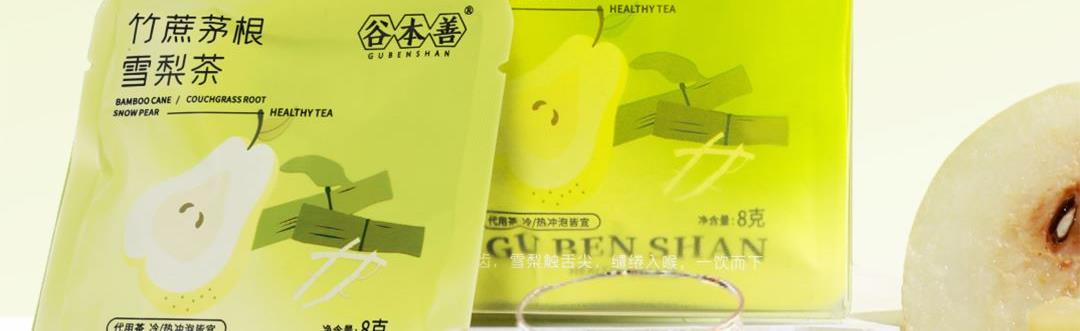 竹蔗茅根
雪梨茶
谷本善®
GUBENSHAN
BAMBOO CANE / COUCHGRASS ROOT
SNOW PEAR
HEALTHY TEA
代用茶 冷/热冲泡皆宜
净含量:8克
HEALTHY TEA
代用茶 冷/热冲泡皆宜
净含量:8克
GU BEN SHAN
齿,雪梨触舌尖,缱绻入喉,一饮而下